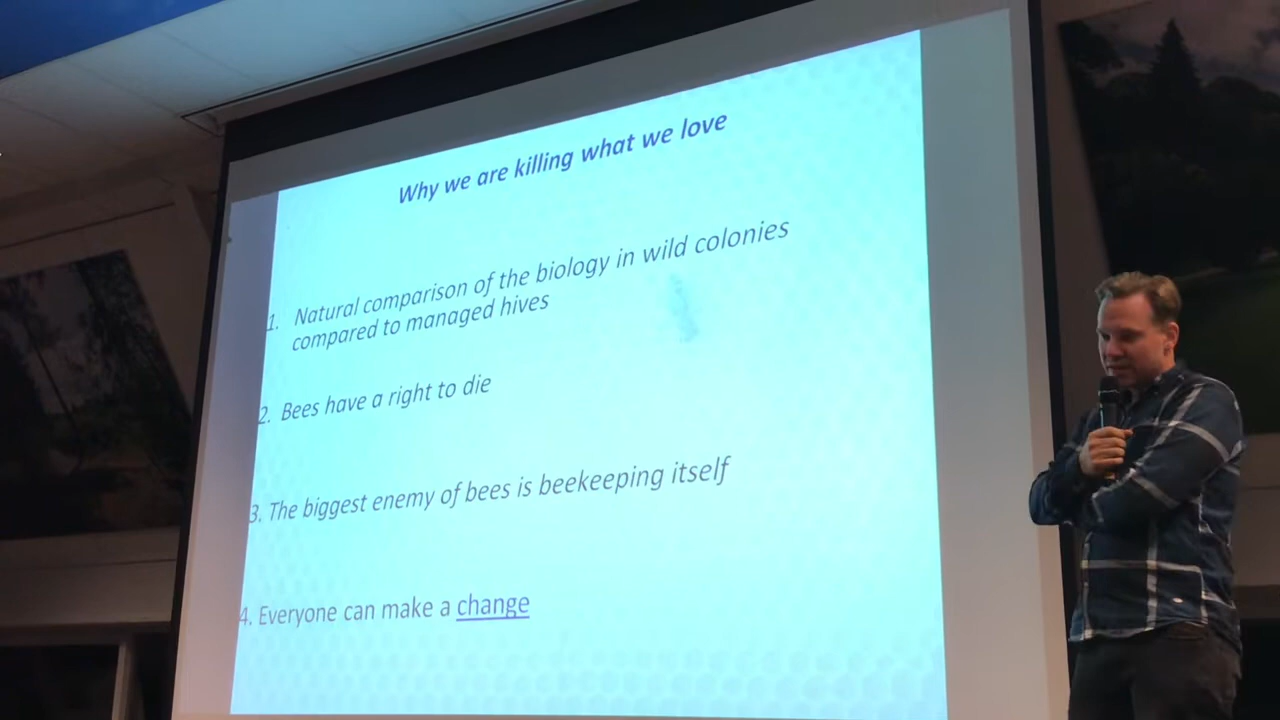 Why we are killing what we love
1. Natural comparison of the biology in wild colonies
compared to managed hives
2. Bees have a right to die
3. The biggest enemy of bees is beekeeping itself
4. Everyone can make a change